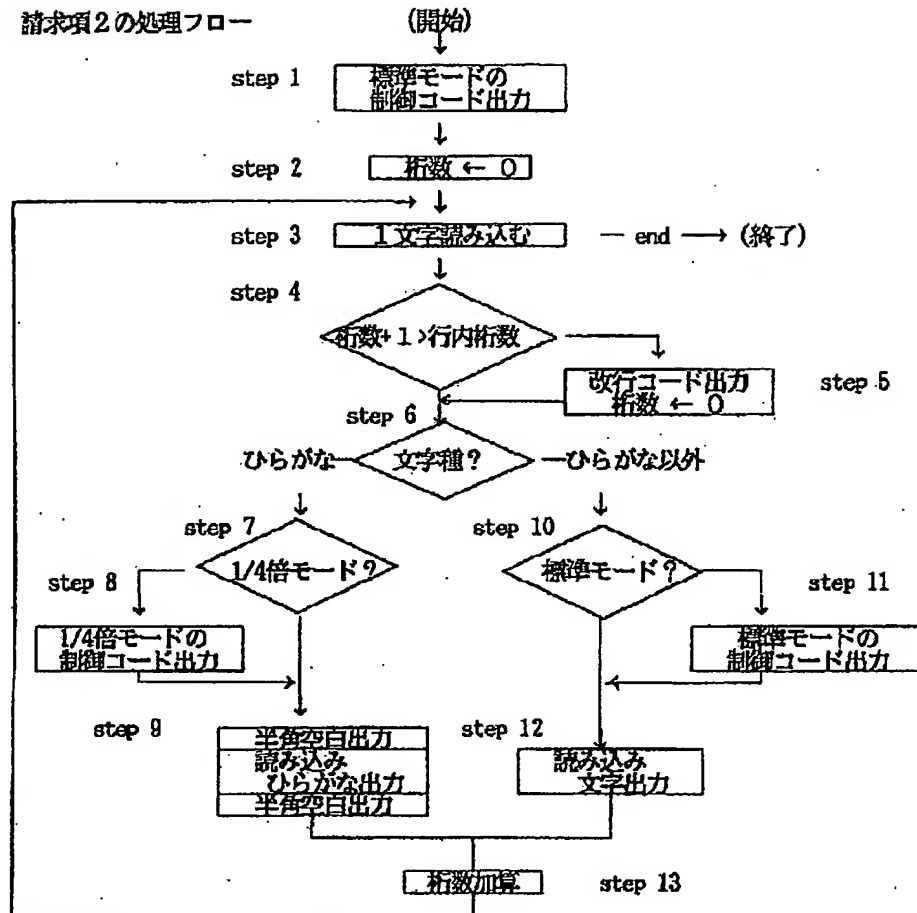 請求項2の処理フロー
(開始)
step 1
標準モードの
制御コード出力
step 2
桁数 ← 0
step 3
1文字読み込む
— end → (終了)
step 4
桁数+1>行内桁数
改行コード出力
桁数 ← 0
step 5
step 6
ひらがな
文字種?
ひらがな以外
step 7
1/4倍モード?
step 10
標準モード?
step 8
1/4倍モードの
制御コード出力
step 11
標準モードの
制御コード出力
step 9
半角空白出力
読み込み
ひらがな出力
半角空白出力
step 12
読み込み
文字出力
桁数加算
step 13